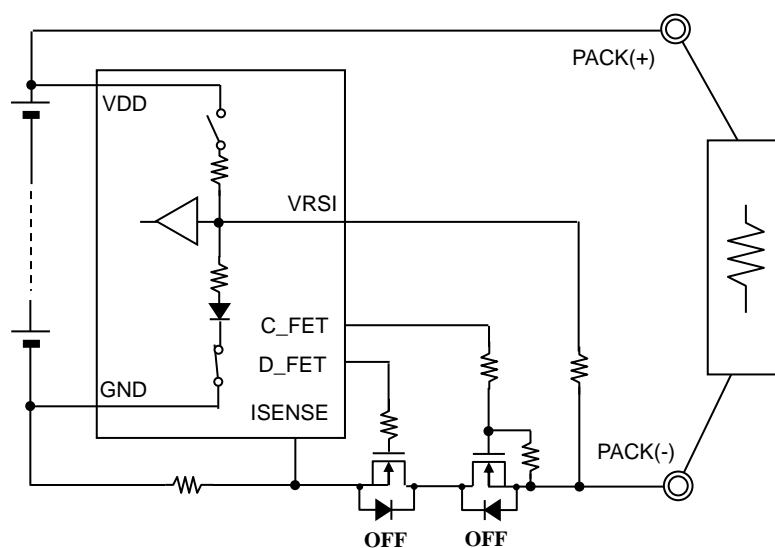 PACK(+)
VDD
VRSI
C_FET
D_FET
GND
ISENSE
PACK(-)
OFF
OFF